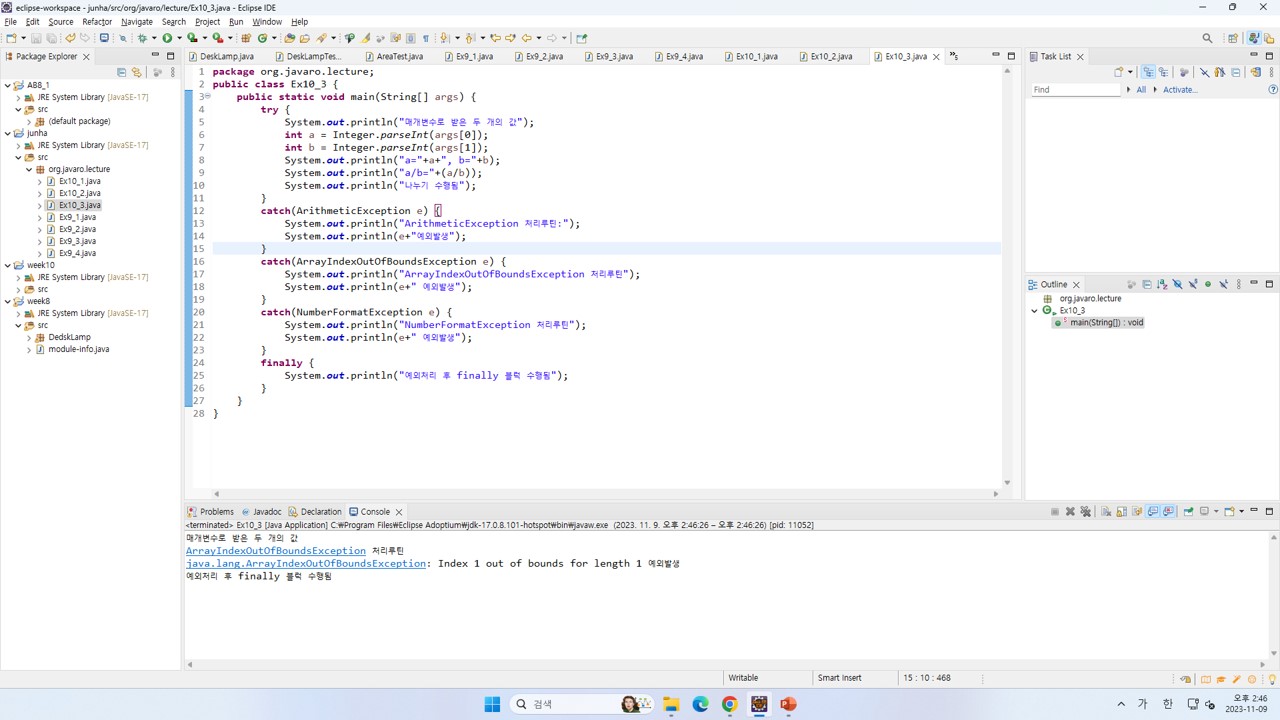 eclipse-workspace - junha/src/org/javaro/lecture/Ex10_3.java - Eclipse IDE
File Edit Source Refactor Navigate Search Project Run Window Help
Package Explorer
A88_1
JRE System Library [JavaSE-17]
src
(default package)
junha
JRE System Library [JavaSE-17]
src
org.javaro.lecture
Ex10_1.java
Ex10_2.java
Ex10_3.java
Ex9_1.java
Ex9_2.java
Ex9_3.java
Ex9_4.java
week10
JRE System Library [JavaSE-17]
src
week8
JRE System Library [JavaSE-17]
src
DedskLamp
module-info.java
DeskLamp.java DeskLampTes... AreaTest.java Ex9_1.java Ex9_2.java Ex9_3.java Ex9_4.java Ex10_1.java Ex10_2.java Ex10_3.java
1 package org.javaro.lecture;
2 public class Ex10_3 {
3 public static void main(String[] args) {
4 try {
5 System.out.println("매개변수로 받은 두 개의 값");
6 int a = Integer.parseInt(args[0]);
7 int b = Integer.parseInt(args[1]);
8 System.out.println("a="+a+", b="+b);
9 System.out.println("a/b="+(a/b));
10 System.out.println("나누기 수행됨");
11 }
12 catch(ArithmeticException e) {
13 System.out.println("ArithmeticException 처리루틴:");
14 System.out.println(e+"예외발생");
15 }
16 catch(ArrayIndexOutOfBoundsException e) {
17 System.out.println("ArrayIndexOutOfBoundsException 처리루틴");
18 System.out.println(e+" 예외발생");
19 }
20 catch(NumberFormatException e) {
21 System.out.println("NumberFormatException 처리루틴");
22 System.out.println(e+" 예외발생");
23 }
24 finally {
25 System.out.println("예외처리 후 finally 블럭 수행됨");
26 }
27 }
28 }
Task List
Find All Activate...
Outline
org.javaro.lecture
Ex10_3
main(String[]) : void
Problems Javadoc Declaration Console
<terminated> Ex10_3 [Java Application] C:₩Program Files₩Eclipse Adoptium₩jdk-17.0.8.101-hotspot₩bin₩javaw.exe (2023. 11. 9. 오후 2:46:26 – 오후 2:46:26) [pid: 11052]
매개변수로 받은 두 개의 값
ArrayIndexOutOfBoundsException 처리루틴
java.lang.ArrayIndexOutOfBoundsException: Index 1 out of bounds for length 1 예외발생
예외처리 후 finally 블럭 수행됨
Writable Smart Insert 15 : 10 : 468
검색
가 한 오후 2:46
2023-11-09